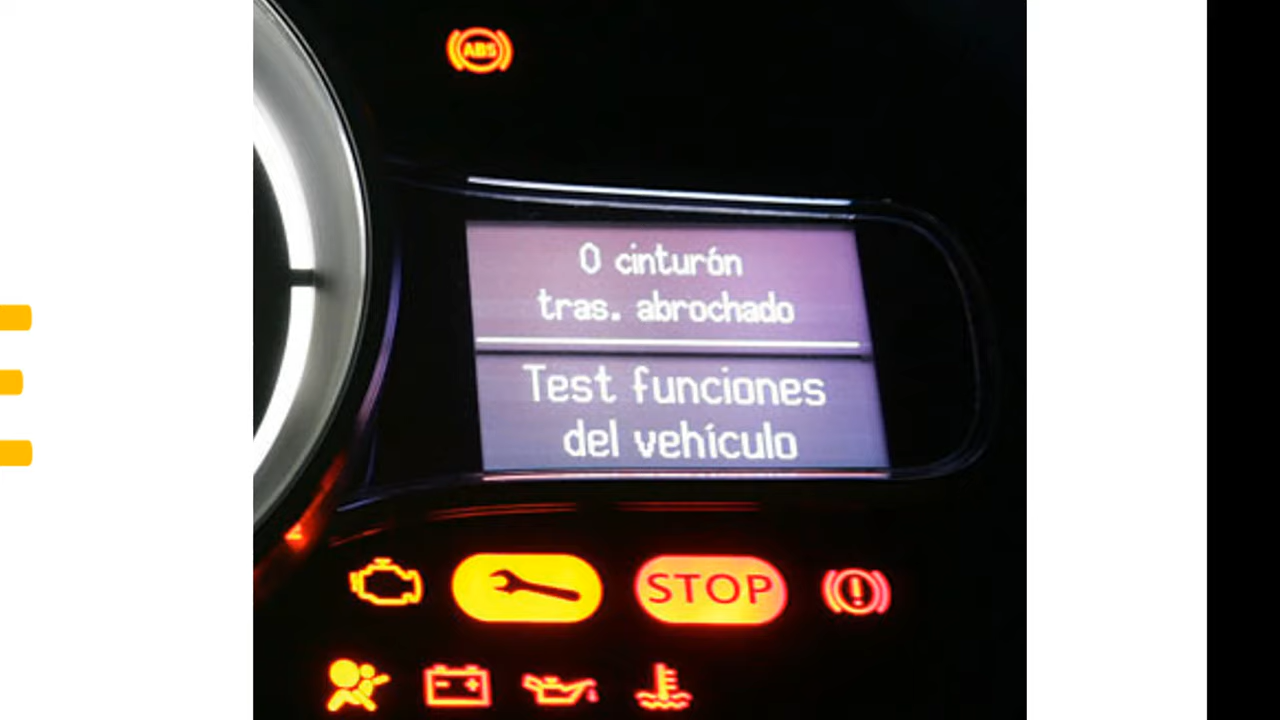 ABS
0 cinturón
tras. abrochado
Test funciones
del vehículo
STOP